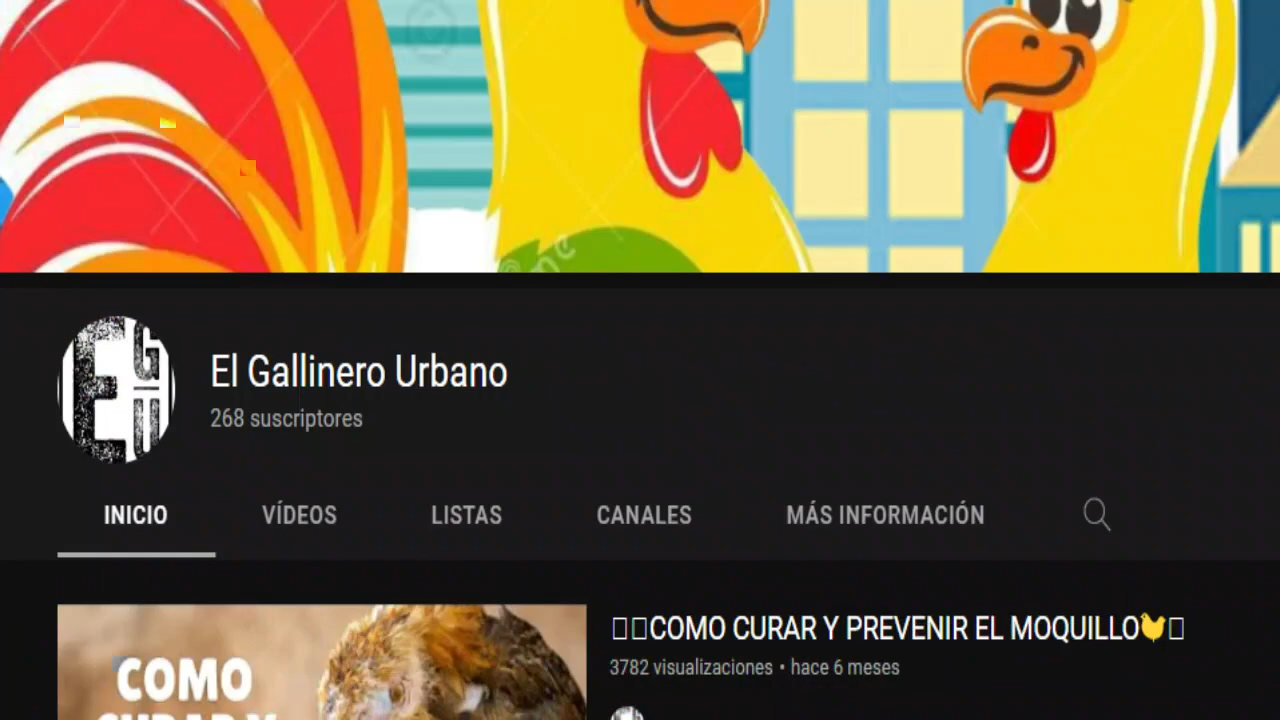 El Gallinero Urbano
268 suscriptores
INICIO VÍDEOS LISTAS CANALES MÁS INFORMACIÓN
COMO CURAR Y PREVENIR EL MOQUILLO
3782 visualizaciones • hace 6 meses
COMO
CURAR Y